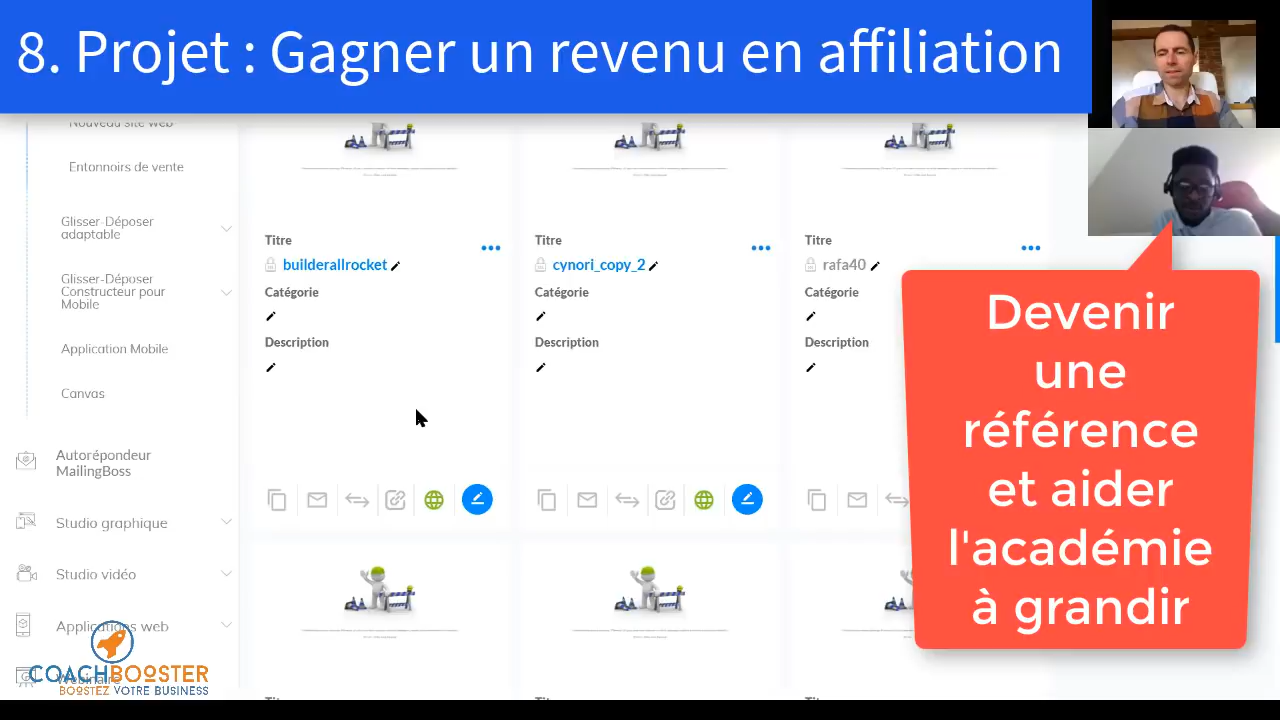 8. Projet : Gagner un revenu en affiliation
Nouveau site web
Entonnoirs de vente
Glisser-Déposer
adaptable
Glisser-Déposer
Constructeur pour
Mobile
Application Mobile
Canvas
Autorépondeur
MailingBoss
Studio graphique
Studio vidéo
Applications web
Webinaire
COACHBOOSTER
BOOSTEZ VOTRE BUSINESS
Titre
builderallrocket
Catégorie
Description
Titre
cynori_copy_2
Catégorie
Description
Titre
rafa40
Catégorie
Description
Devenir
une
référence
et aider
l'académie
à grandir